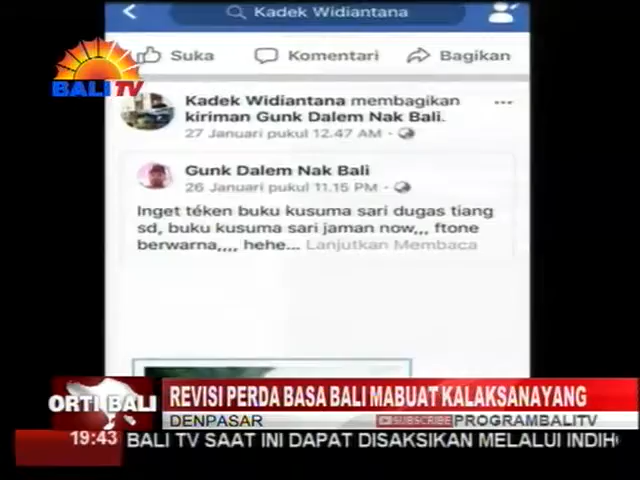 Kadek Widiantana
Suka Komentari Bagikan
BALI TV
Kadek Widiantana membagikan
kiriman Gunk Dalem Nak Bali.
27 Januari pukul 12.47 AM
Gunk Dalem Nak Bali
26 Januari pukul 11.15 PM
Inget téken buku kusuma sari dugas tiang
sd, buku kusuma sari jaman now,,, ftone
berwarna,,,, hehe... Lanjutkan Membaca
ORTI BALI
REVISI PERDA BASA BALI MABUAT KALAKSANAYANG
DENPASAR
SUBSCRIBE PROGRAMBALITV
19:43 BALI TV SAAT INI DAPAT DISAKSIKAN MELALUI INDIH